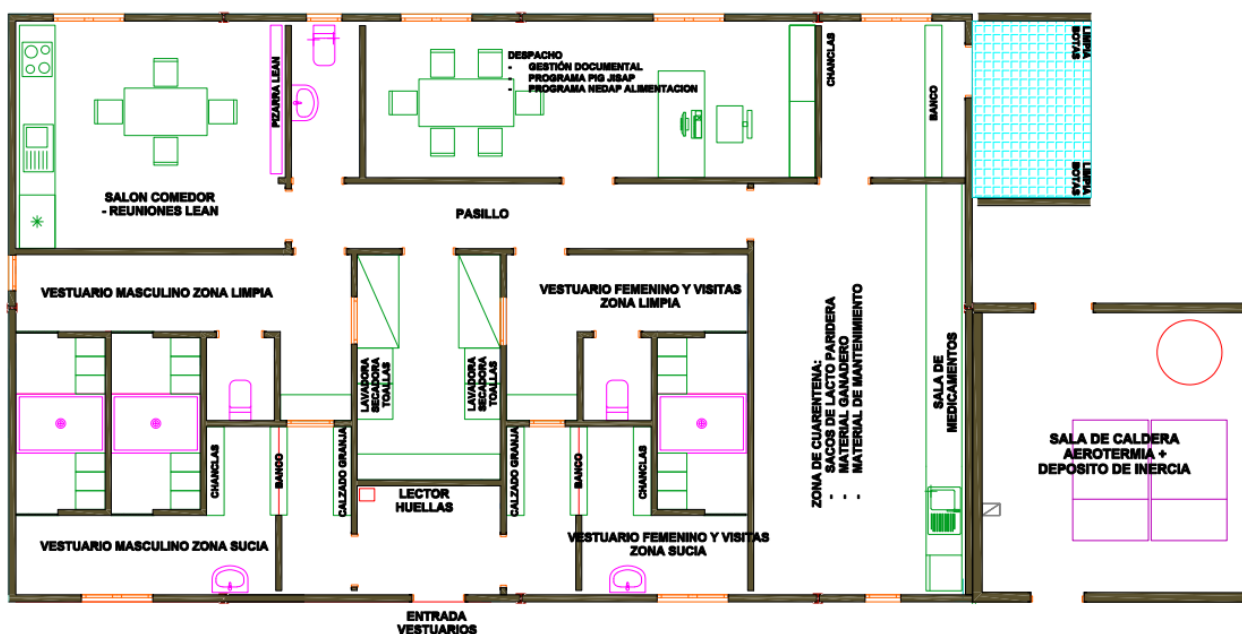 DESPACHO
- GESTIÓN DOCUMENTAL
- PROGRAMA PIG JISAP
- PROGRAMA NEDAP ALIMENTACION
PIZARRA LEAN
CHANCLAS
BANCO
LIMPIA
BOTAS
LIMPIA
BOTAS
SALON COMEDOR
- REUNIONES LEAN
PASILLO
VESTUARIO MASCULINO ZONA LIMPIA
VESTUARIO FEMENINO Y VISITAS
ZONA LIMPIA
LAVADORA
SECADORA
TOALLAS
LAVADORA
SECADORA
TOALLAS
ZONA DE CUARENTENA:
- SACOS DE LACTO PARIDERA
- MATERIAL GANADERO
- MATERIAL DE MANTENIMIENTO
SALA DE
MEDICAMENTOS
SALA DE CALDERA
AEROTERMIA +
DEPOSITO DE INERCIA
CHANCLAS
BANCO
CALZADO GRANJA
LECTOR
HUELLAS
CALZADO GRANJA
BANCO
CHANCLAS
VESTUARIO MASCULINO ZONA SUCIA
VESTUARIO FEMENINO Y VISITAS
ZONA SUCIA
ENTRADA
VESTUARIOS